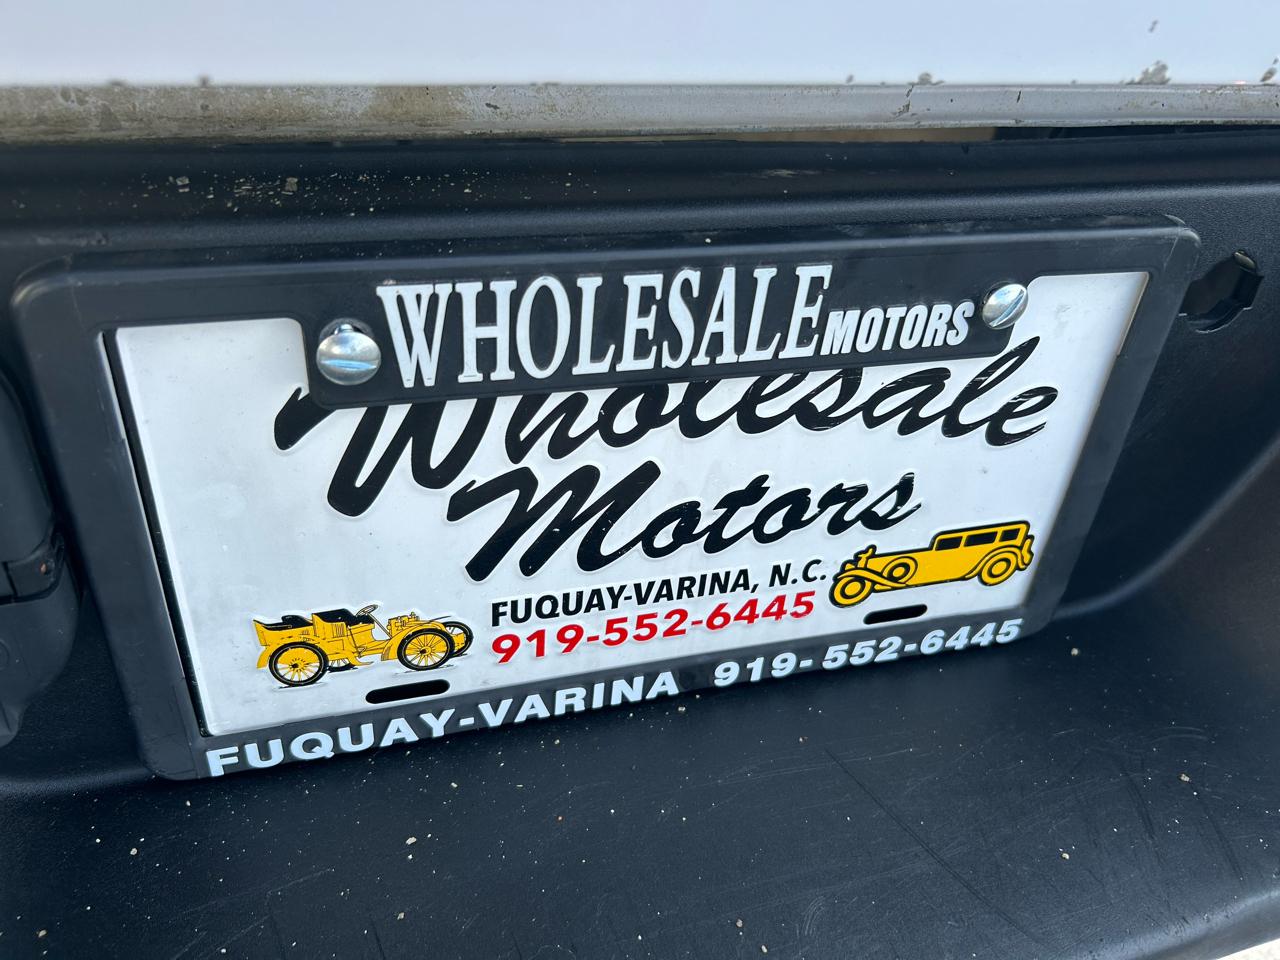 WHOLESALE MOTORS
Wholesale
Motors
FUQUAY-VARINA, N.C.
919-552-6445
FUQUAY-VARINA 919-552-6445